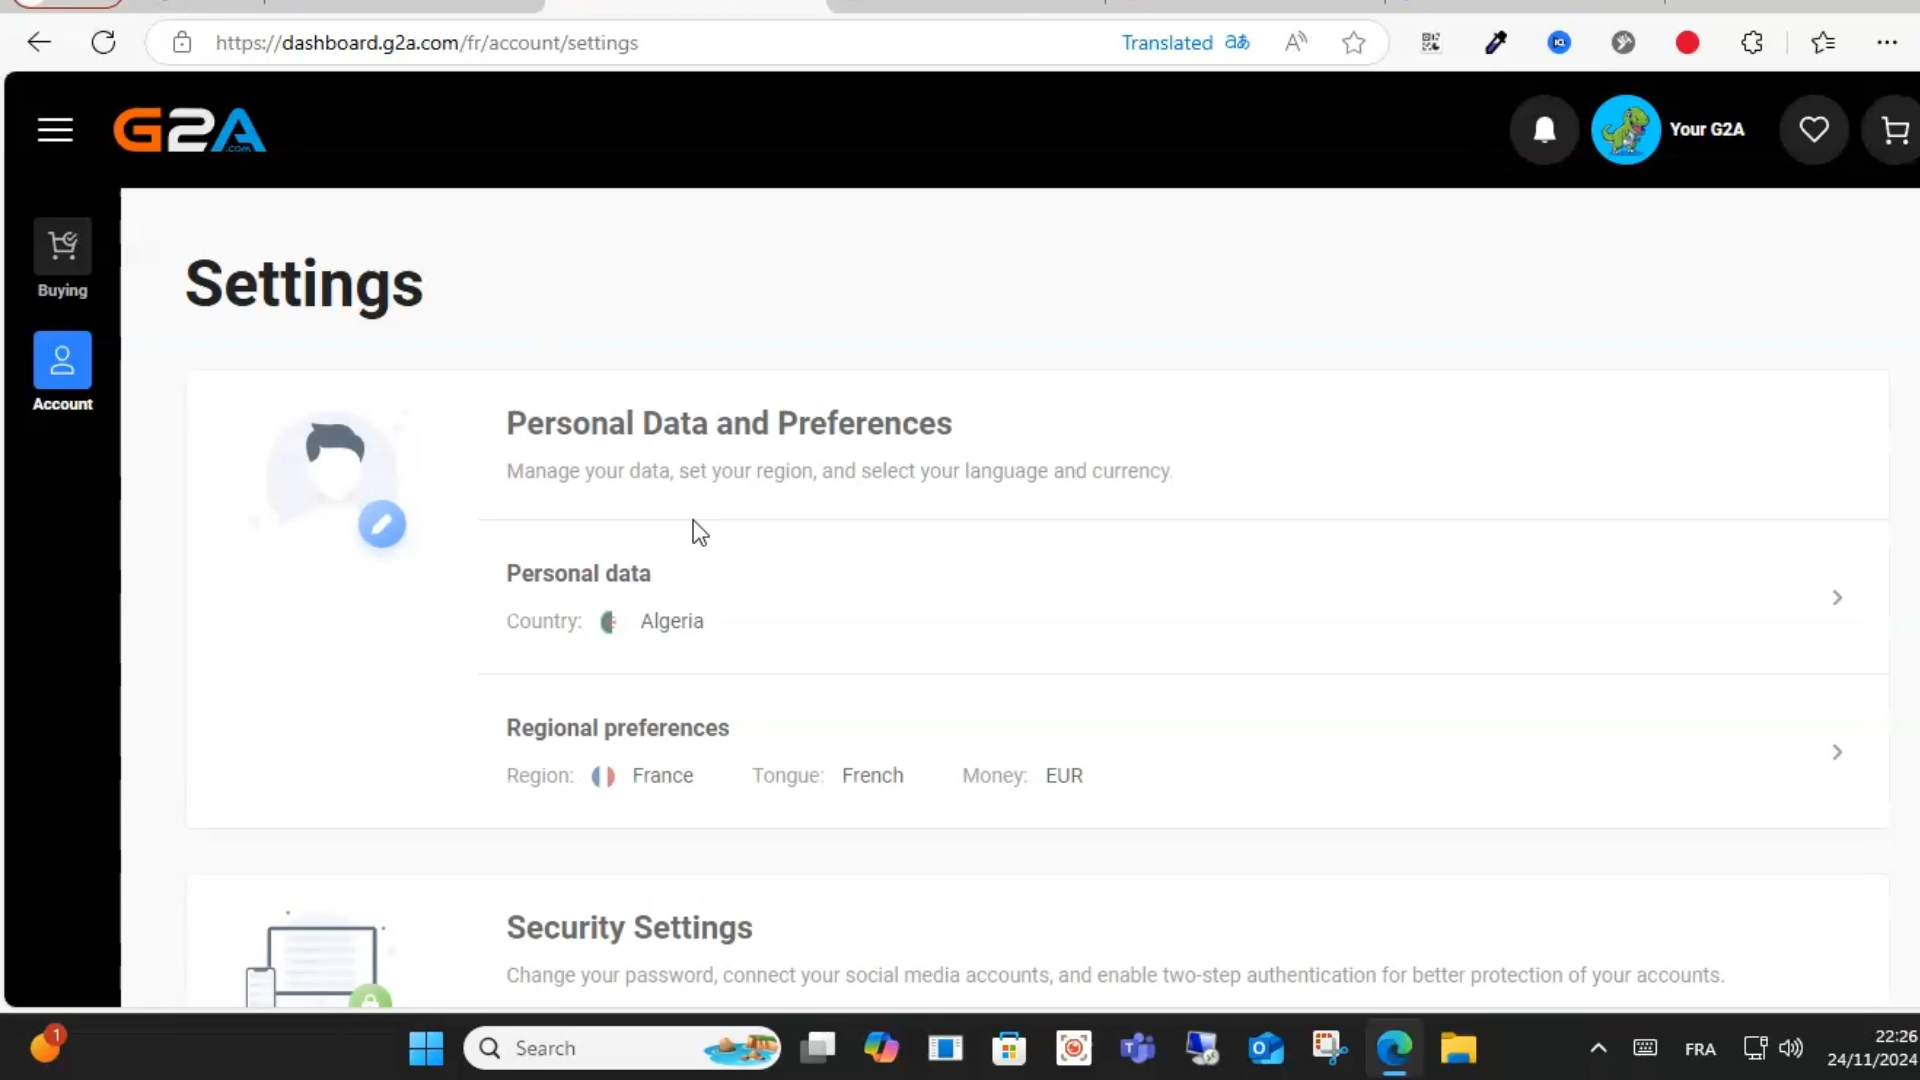 https://dashboard.g2a.com/fr/account/settings
Translated
G2A
.COM
Your G2A
Buying
Account
Settings
Personal Data and Preferences
Manage your data, set your region, and select your language and currency.
Personal data
Country: Algeria
Regional preferences
Region: France Tongue: French Money: EUR
Security Settings
Change your password, connect your social media accounts, and enable two-step authentication for better protection of your accounts.
1
Search
FRA
22:26
24/11/2024